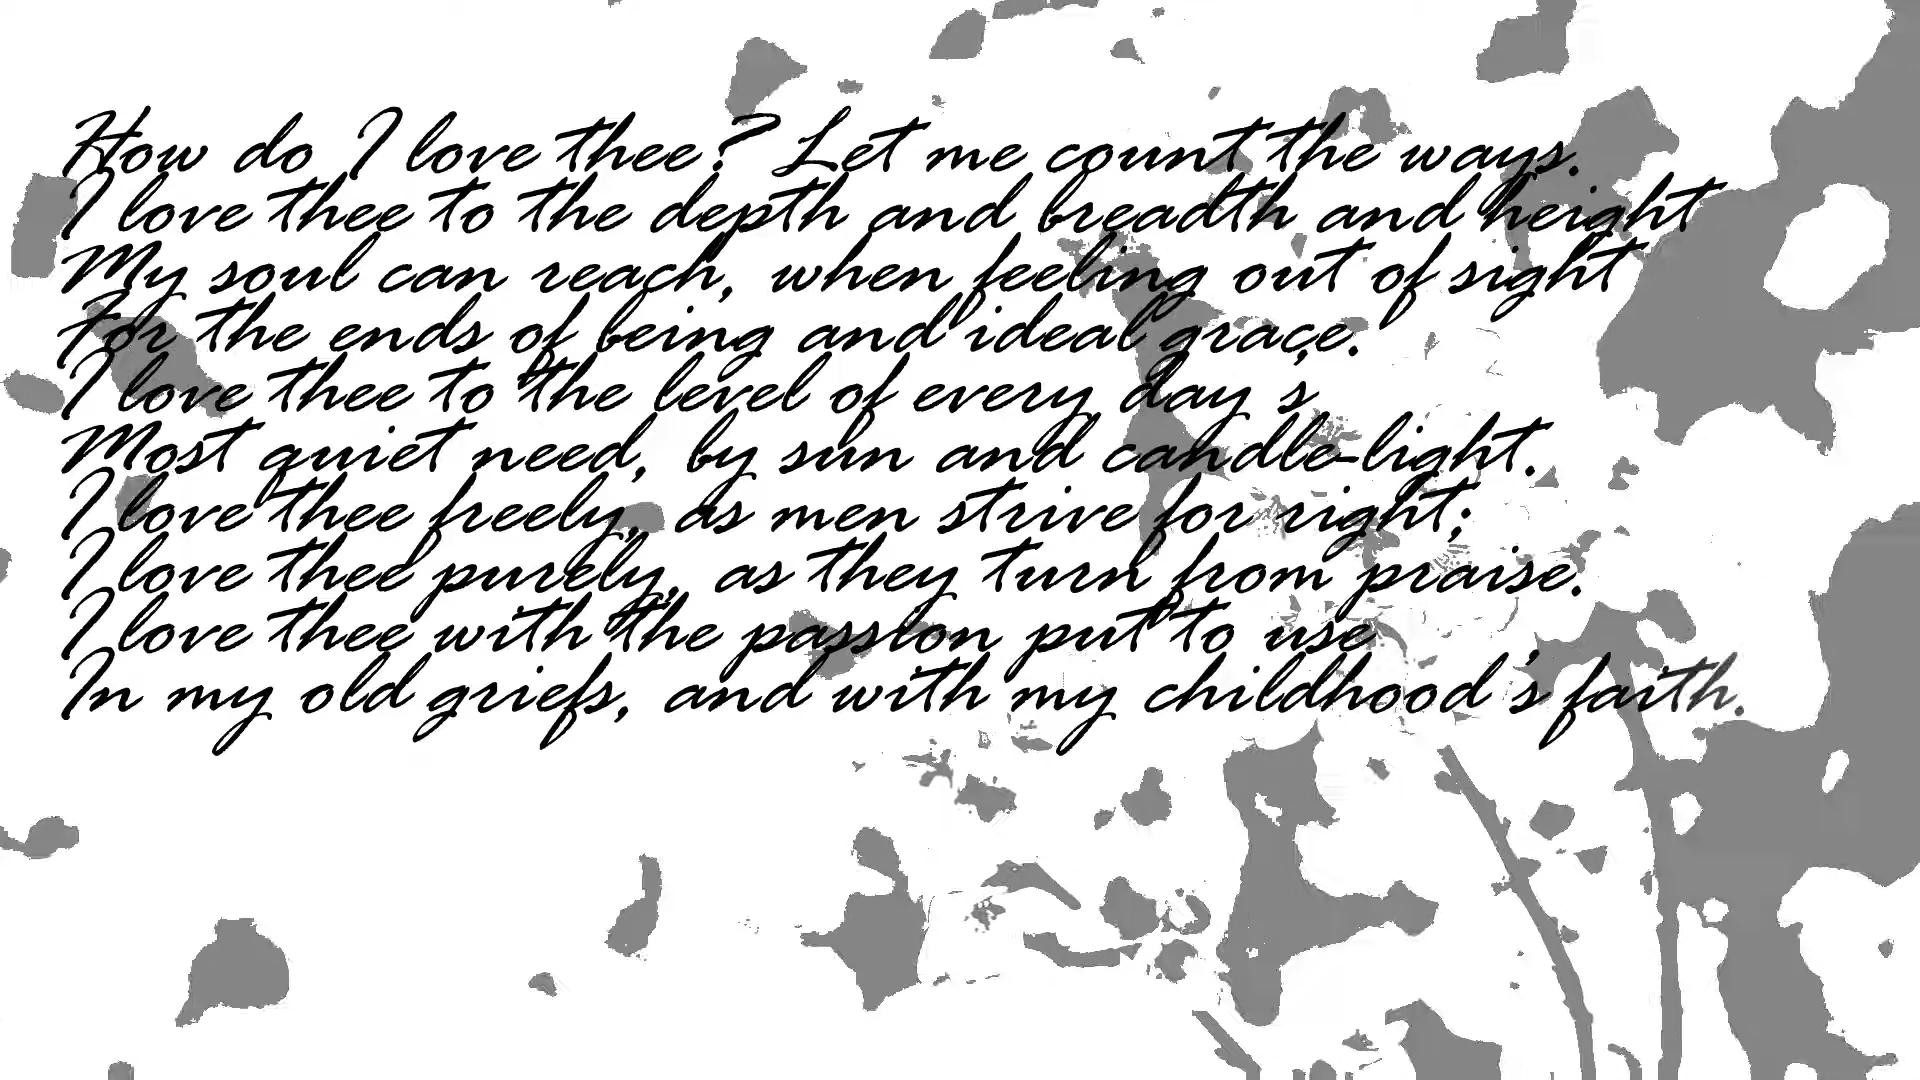 How do I love thee? Let me count the ways.
I love thee to the depth and breadth and height
My soul can reach, when feeling out of sight
For the ends of being and ideal grace.
I love thee to the level of every day s
Most quiet need, by sun and candle-light.
I love thee freely, as men strive for right;
I love thee purely, as they turn from praise.
I love thee with the passion put to use
In my old griefs, and with my childhood's faith.